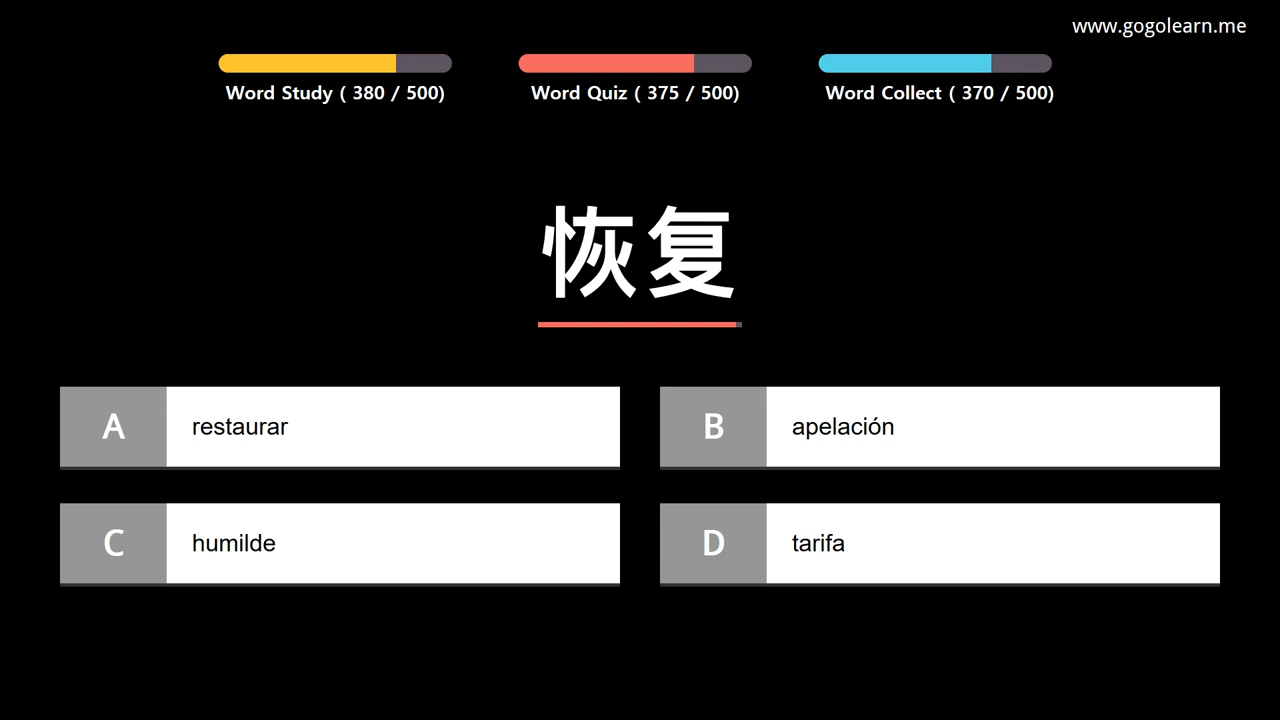 www.gogolearn.me
Word Study ( 380 / 500)
Word Quiz ( 375 / 500)
Word Collect ( 370 / 500)
恢复
A restaurar
B apelación
C humilde
D tarifa